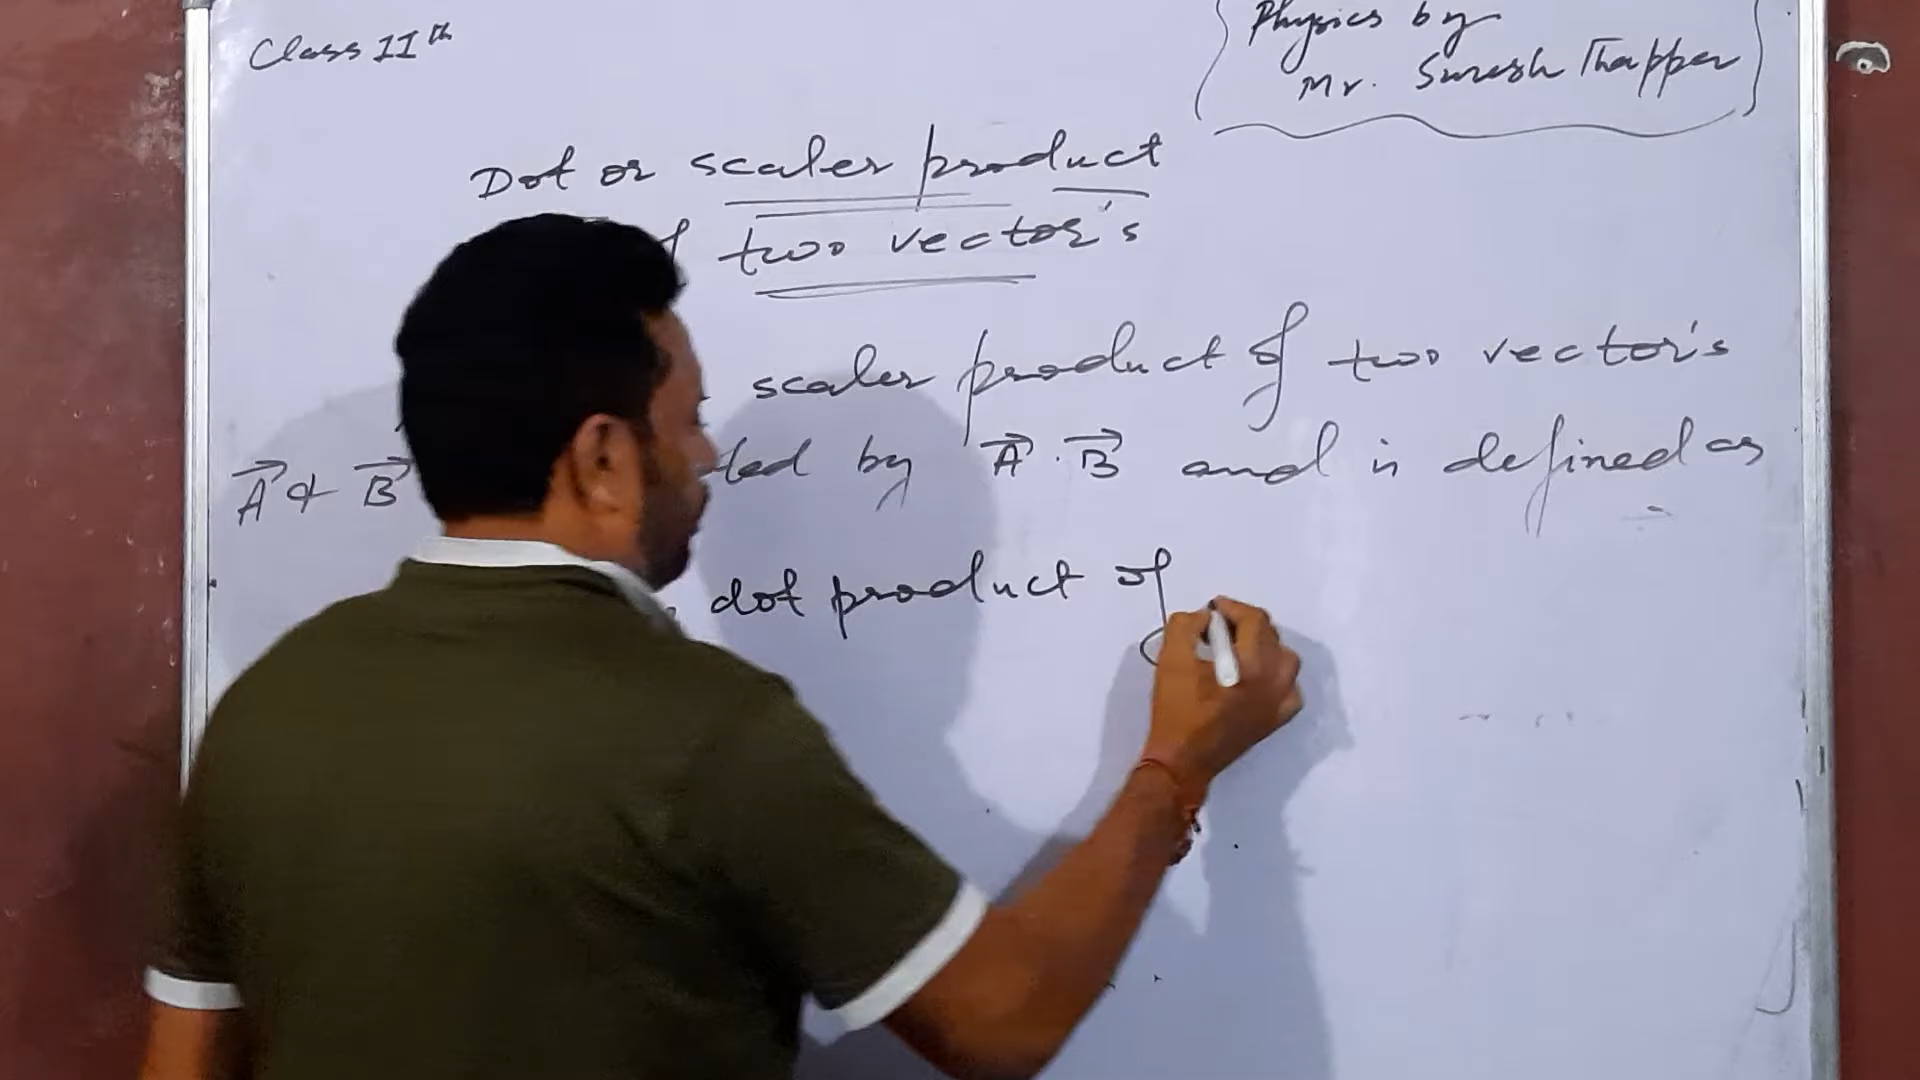 Class 11th
Physics by
Mr. Suresh Thapper
Dot or scaler product
two vector's
scaler product of two vector's
A⃗ & B⃗ ted by A⃗ . B⃗ and is defined as
dot product of